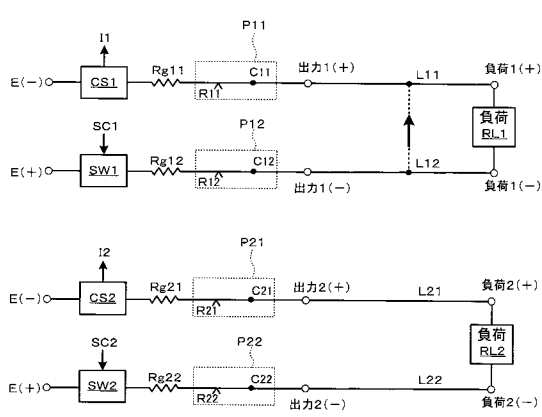 P11
I1
Rg11
C11
出力1(+)
L11
負荷1(+)
E(-)
CS1
R11
負荷
RL1
SC1
P12
Rg12
C12
L12
E(+)
SW1
R12
出力1(-)
負荷1(-)
I2
P21
Rg21
C21
出力2(+)
L21
負荷2(+)
E(-)
CS2
R21
負荷
RL2
SC2
P22
Rg22
C22
L22
E(+)
SW2
R22
出力2(-)
負荷2(-)